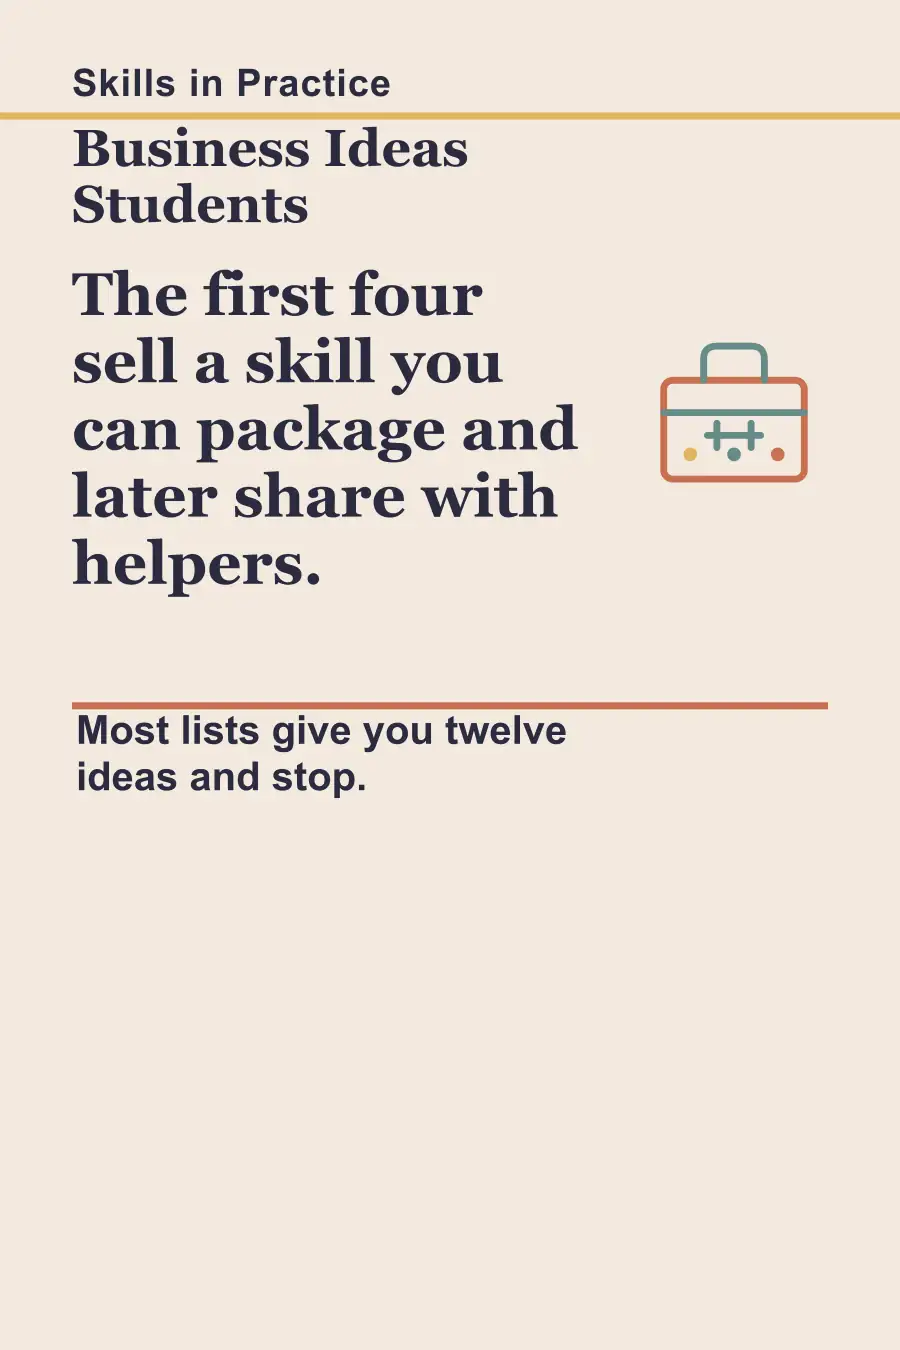 Skills in Practice
Business Ideas
Students
The first four
sell a skill you
can package and
later share with
helpers.
Most lists give you twelve
ideas and stop.